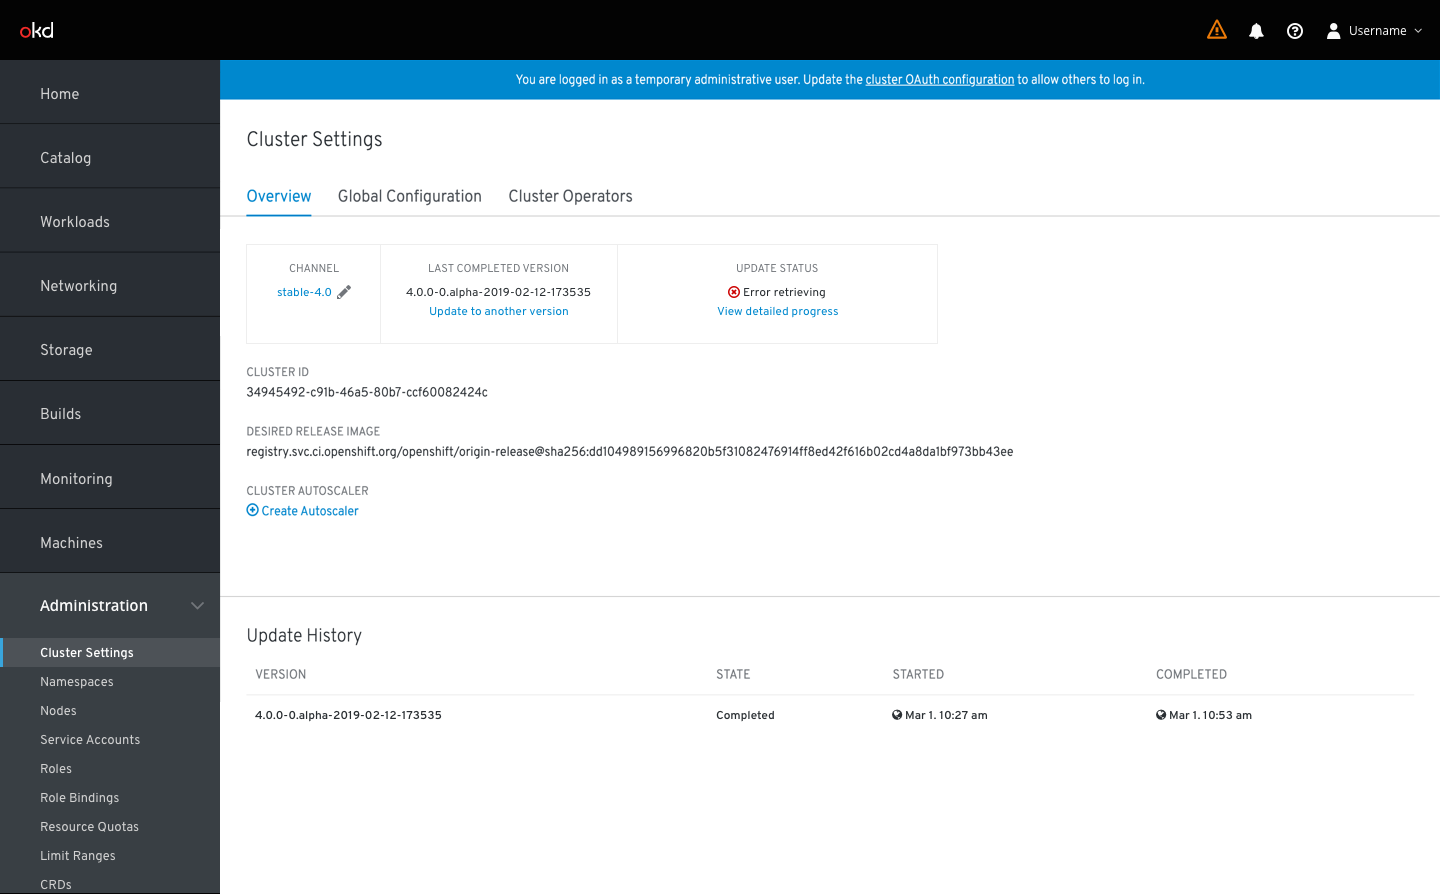 okd
Username
You are logged in as a temporary administrative user. Update the cluster OAuth configuration to allow others to log in.
Home
Catalog
Workloads
Networking
Storage
Builds
Monitoring
Machines
Administration
Cluster Settings
Namespaces
Nodes
Service Accounts
Roles
Role Bindings
Resource Quotas
Limit Ranges
CRDs
Cluster Settings
Overview Global Configuration Cluster Operators
CHANNEL LAST COMPLETED VERSION UPDATE STATUS
stable-4.0 4.0.0-0.alpha-2019-02-12-173535 Error retrieving
Update to another version View detailed progress
CLUSTER ID
34945492-c91b-46a5-80b7-ccf60082424c
DESIRED RELEASE IMAGE
registry.svc.ci.openshift.org/openshift/origin-release@sha256:dd104989156996820b5f31082476914ff8ed42f616b02cd4a8da1bf973bb43ee
CLUSTER AUTOSCALER
Create Autoscaler
Update History
VERSION STATE STARTED COMPLETED
4.0.0-0.alpha-2019-02-12-173535 Completed Mar 1. 10:27 am Mar 1. 10:53 am